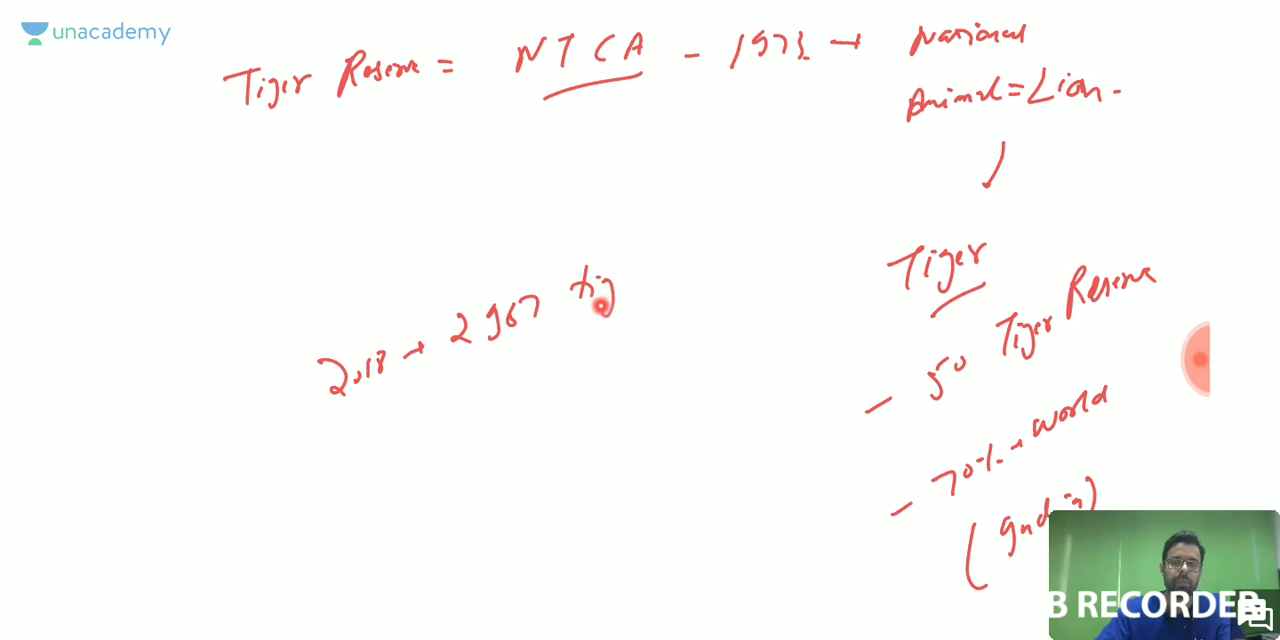 unacademy
Tiger Reserve = NTCA - 1973 → National
Animal = Lion.
Tiger
- 50 Tiger Reserve
2018 → 2967 tig
- 70% → world
(India)
B RECORDER